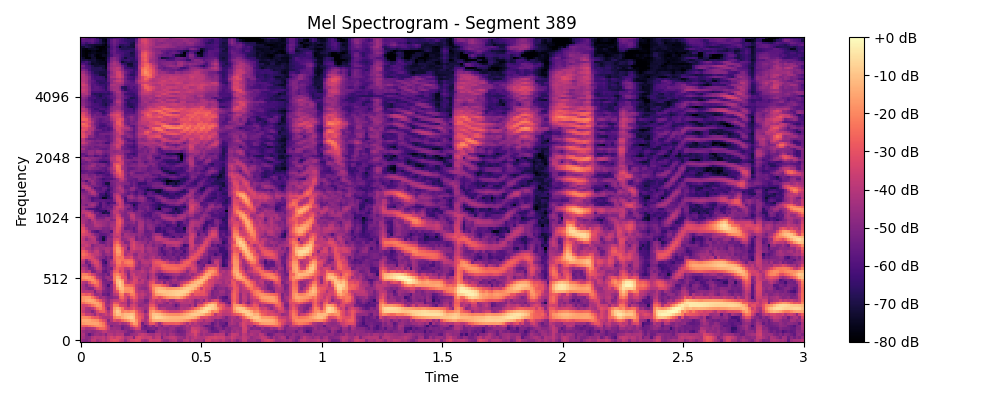 Mel Spectrogram - Segment 389
+0 dB
-10 dB
-20 dB
-30 dB
-40 dB
-50 dB
-60 dB
-70 dB
-80 dB
Frequency
4096
2048
1024
512
0
0
0.5
1
1.5
2
2.5
3
Time